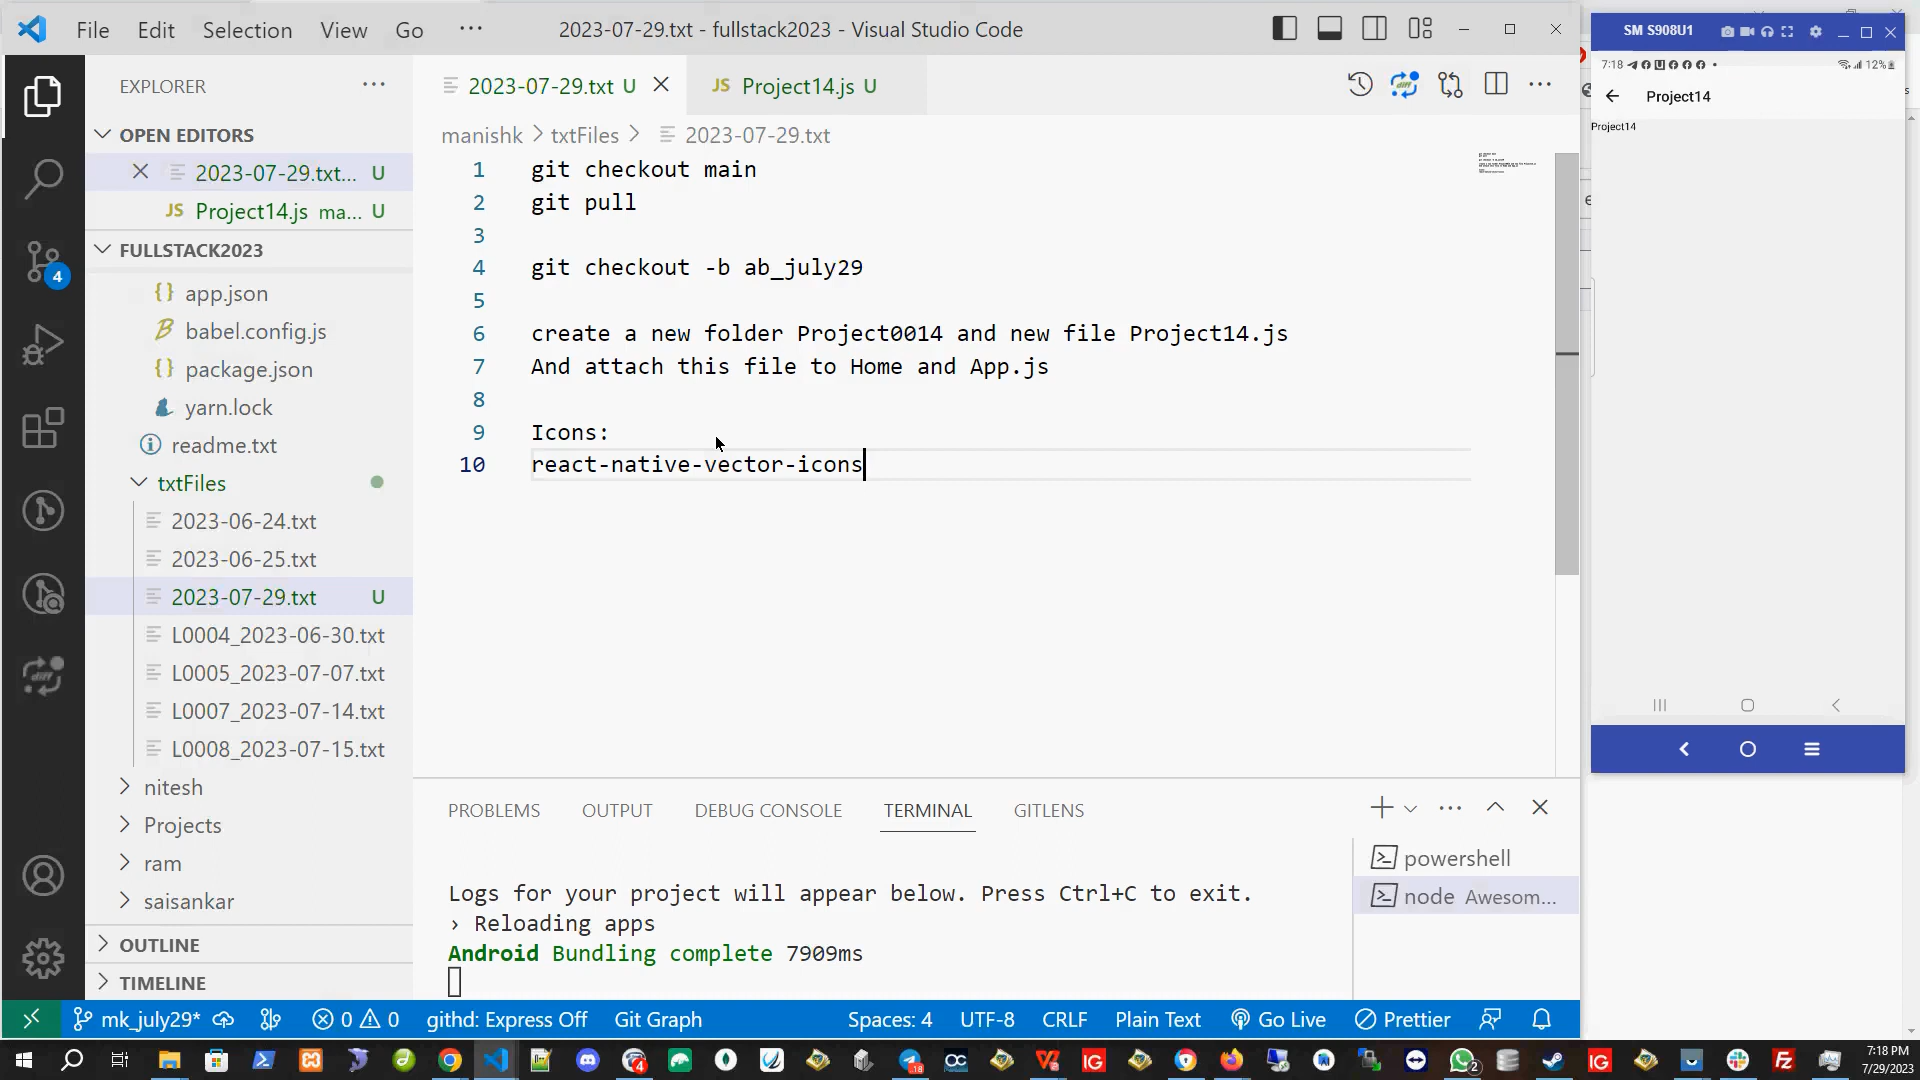 File Edit Selection View Go ··· 2023-07-29.txt - fullstack2023 - Visual Studio Code
EXPLORER
OPEN EDITORS
2023-07-29.txt... U
Project14.js ma... U
FULLSTACK2023
app.json
babel.config.js
package.json
yarn.lock
readme.txt
txtFiles
2023-06-24.txt
2023-06-25.txt
2023-07-29.txt U
L0004_2023-06-30.txt
L0005_2023-07-07.txt
L0007_2023-07-14.txt
L0008_2023-07-15.txt
nitesh
Projects
ram
saisankar
OUTLINE
TIMELINE
2023-07-29.txt U JS Project14.js U
manishk > txtFiles > 2023-07-29.txt
1 git checkout main
2 git pull
3
4 git checkout -b ab_july29
5
6 create a new folder Project0014 and new file Project14.js
7 And attach this file to Home and App.js
8
9 Icons:
10 react-native-vector-icons
PROBLEMS OUTPUT DEBUG CONSOLE TERMINAL GITLENS
Logs for your project will appear below. Press Ctrl+C to exit.
› Reloading apps
Android Bundling complete 7909ms
powershell
node Awesom...
mk_july29* 0 0 githd: Express Off Git Graph Spaces: 4 UTF-8 CRLF Plain Text Go Live Prettier
SM S908U1
7:18 12%
Project14
Project14
7:18 PM
7/29/2023